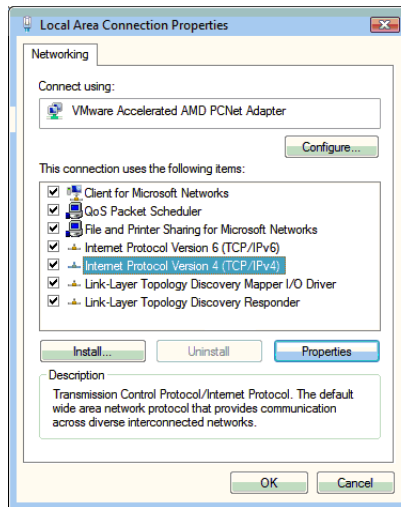 Local Area Connection Properties
Networking
Connect using:
VMware Accelerated AMD PCNet Adapter
Configure...
This connection uses the following items:
Client for Microsoft Networks
QoS Packet Scheduler
File and Printer Sharing for Microsoft Networks
Internet Protocol Version 6 (TCP/IPv6)
Internet Protocol Version 4 (TCP/IPv4)
Link-Layer Topology Discovery Mapper I/O Driver
Link-Layer Topology Discovery Responder
Install... Uninstall Properties
Description
Transmission Control Protocol/Internet Protocol. The default
wide area network protocol that provides communication
across diverse interconnected networks.
OK Cancel